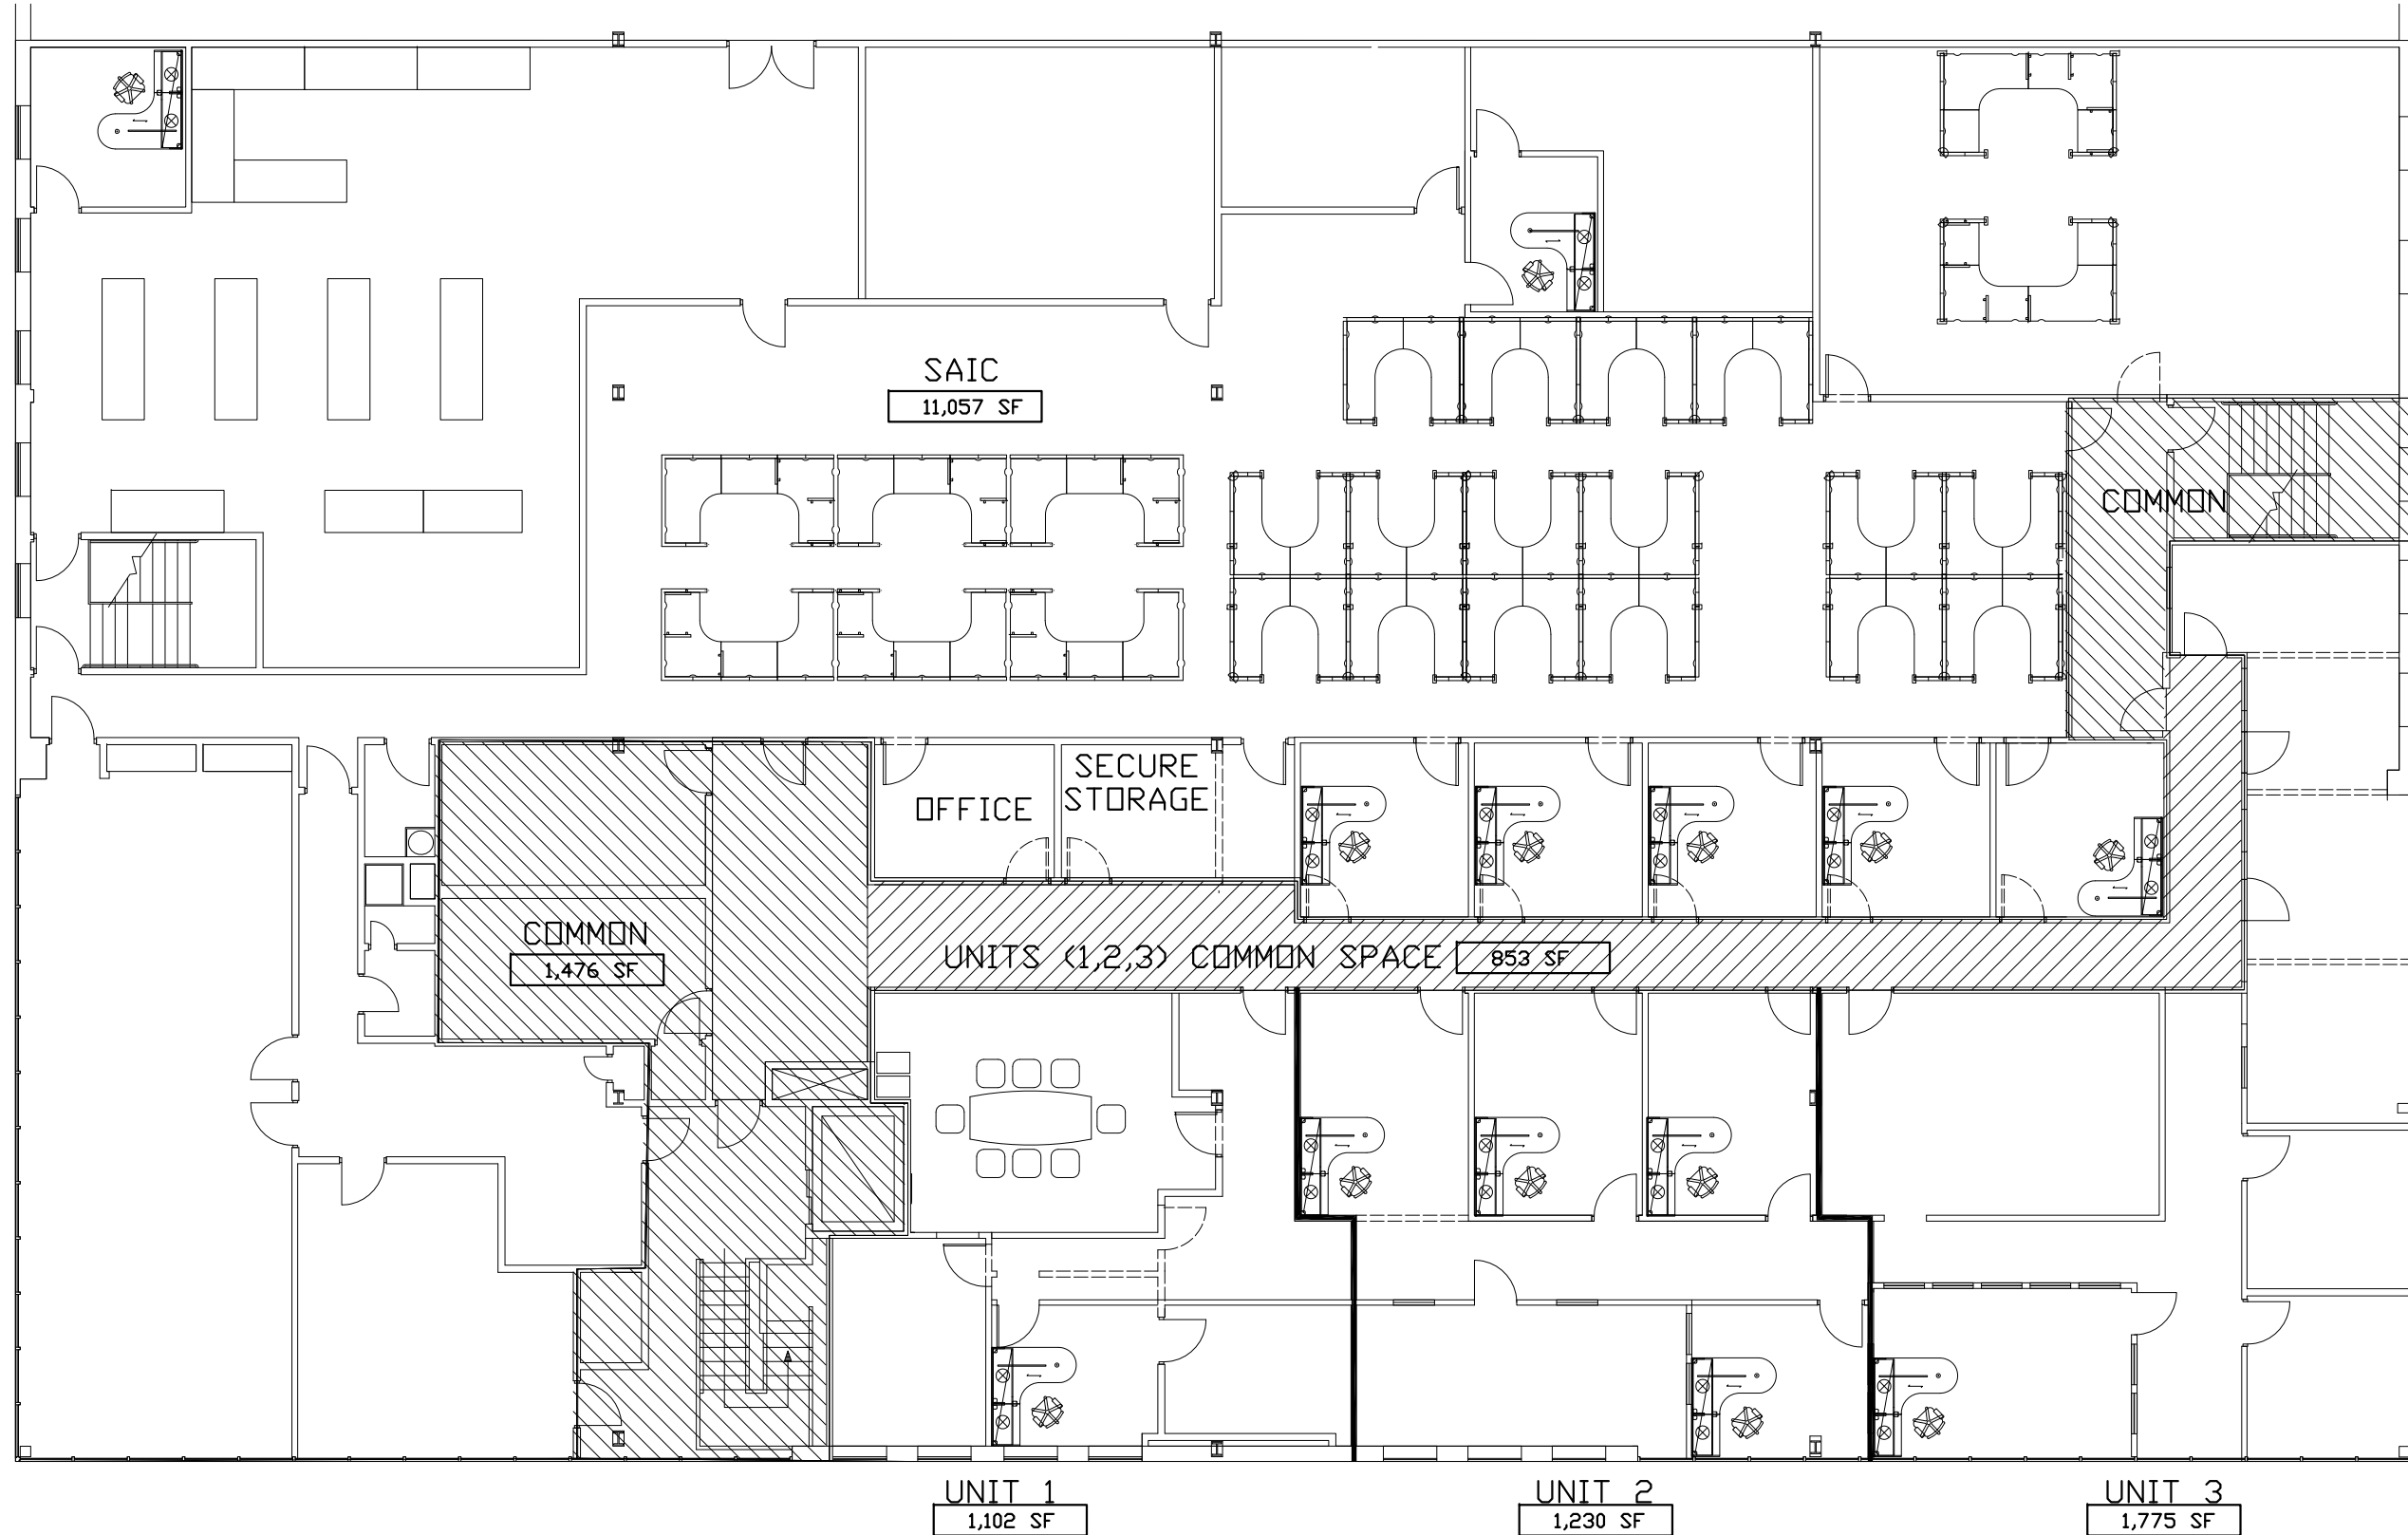 SAIC
11,057 SF
COMMON
OFFICE
SECURE
STORAGE
COMMON
1,476 SF
UNITS (1,2,3) COMMON SPACE
853 SF
UNIT 1
1,102 SF
UNIT 2
1,230 SF
UNIT 3
1,775 SF